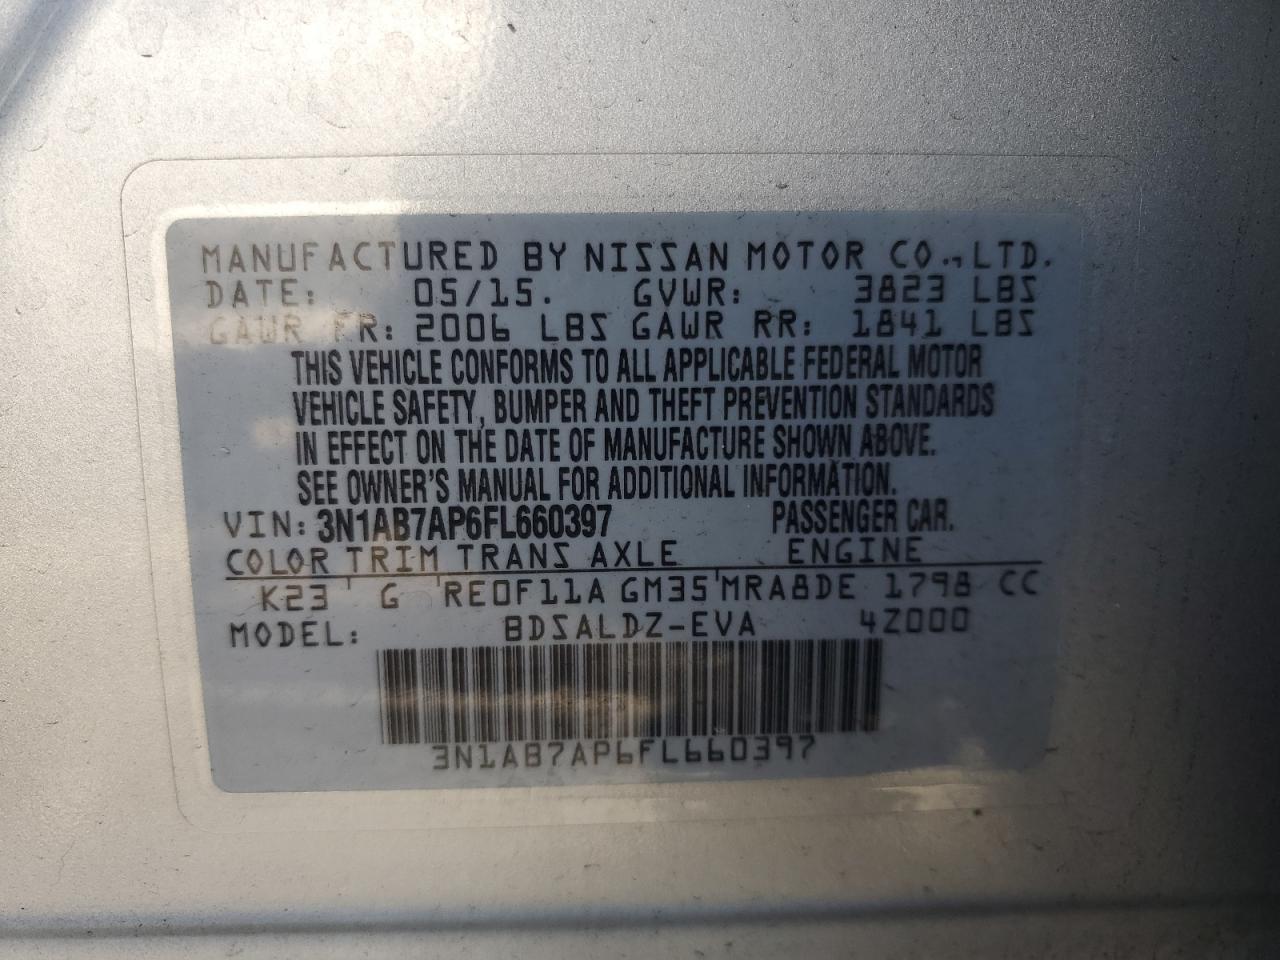 MANUFACTURED BY NISSAN MOTOR CO., LTD.
DATE: 05/15. GVWR: 3823 LBS
GAWR FR: 2006 LBS GAWR RR: 1841 LBS
THIS VEHICLE CONFORMS TO ALL APPLICABLE FEDERAL MOTOR
VEHICLE SAFETY, BUMPER AND THEFT PREVENTION STANDARDS
IN EFFECT ON THE DATE OF MANUFACTURE SHOWN ABOVE.
SEE OWNER'S MANUAL FOR ADDITIONAL INFORMATION.
VIN: 3N1AB7AP6FL660397 PASSENGER CAR.
COLOR TRIM TRANS AXLE ENGINE
K23 G RE0F11A GM35 MRA8DE 1798 CC
MODEL: BDSALDZ-EVA 4Z000
3N1AB7AP6FL660397